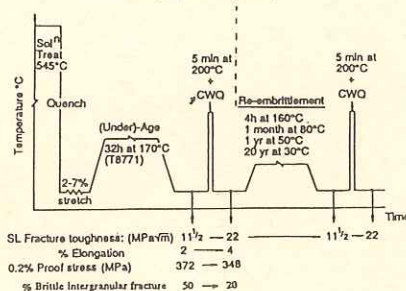 Temperature °C
Solⁿ
Treat
545°C
Quench
2-7%
stretch
(Under)-Age
32h at 170°C
(T8771)
5 min at
200°C
+
CWQ
Re-embrittlement
4h at 160°C
1 month at 80°C
1 yr at 50°C
20 yr at 30°C
5 min at
200°C
+
CWQ
Time
SL Fracture toughness: (MPa√m) 11½ → 22 11½ → 22
% Elongation 2 → 4
0.2% Proof stress (MPa) 372 → 348
% Brittle Intergranular fracture 50 → 20